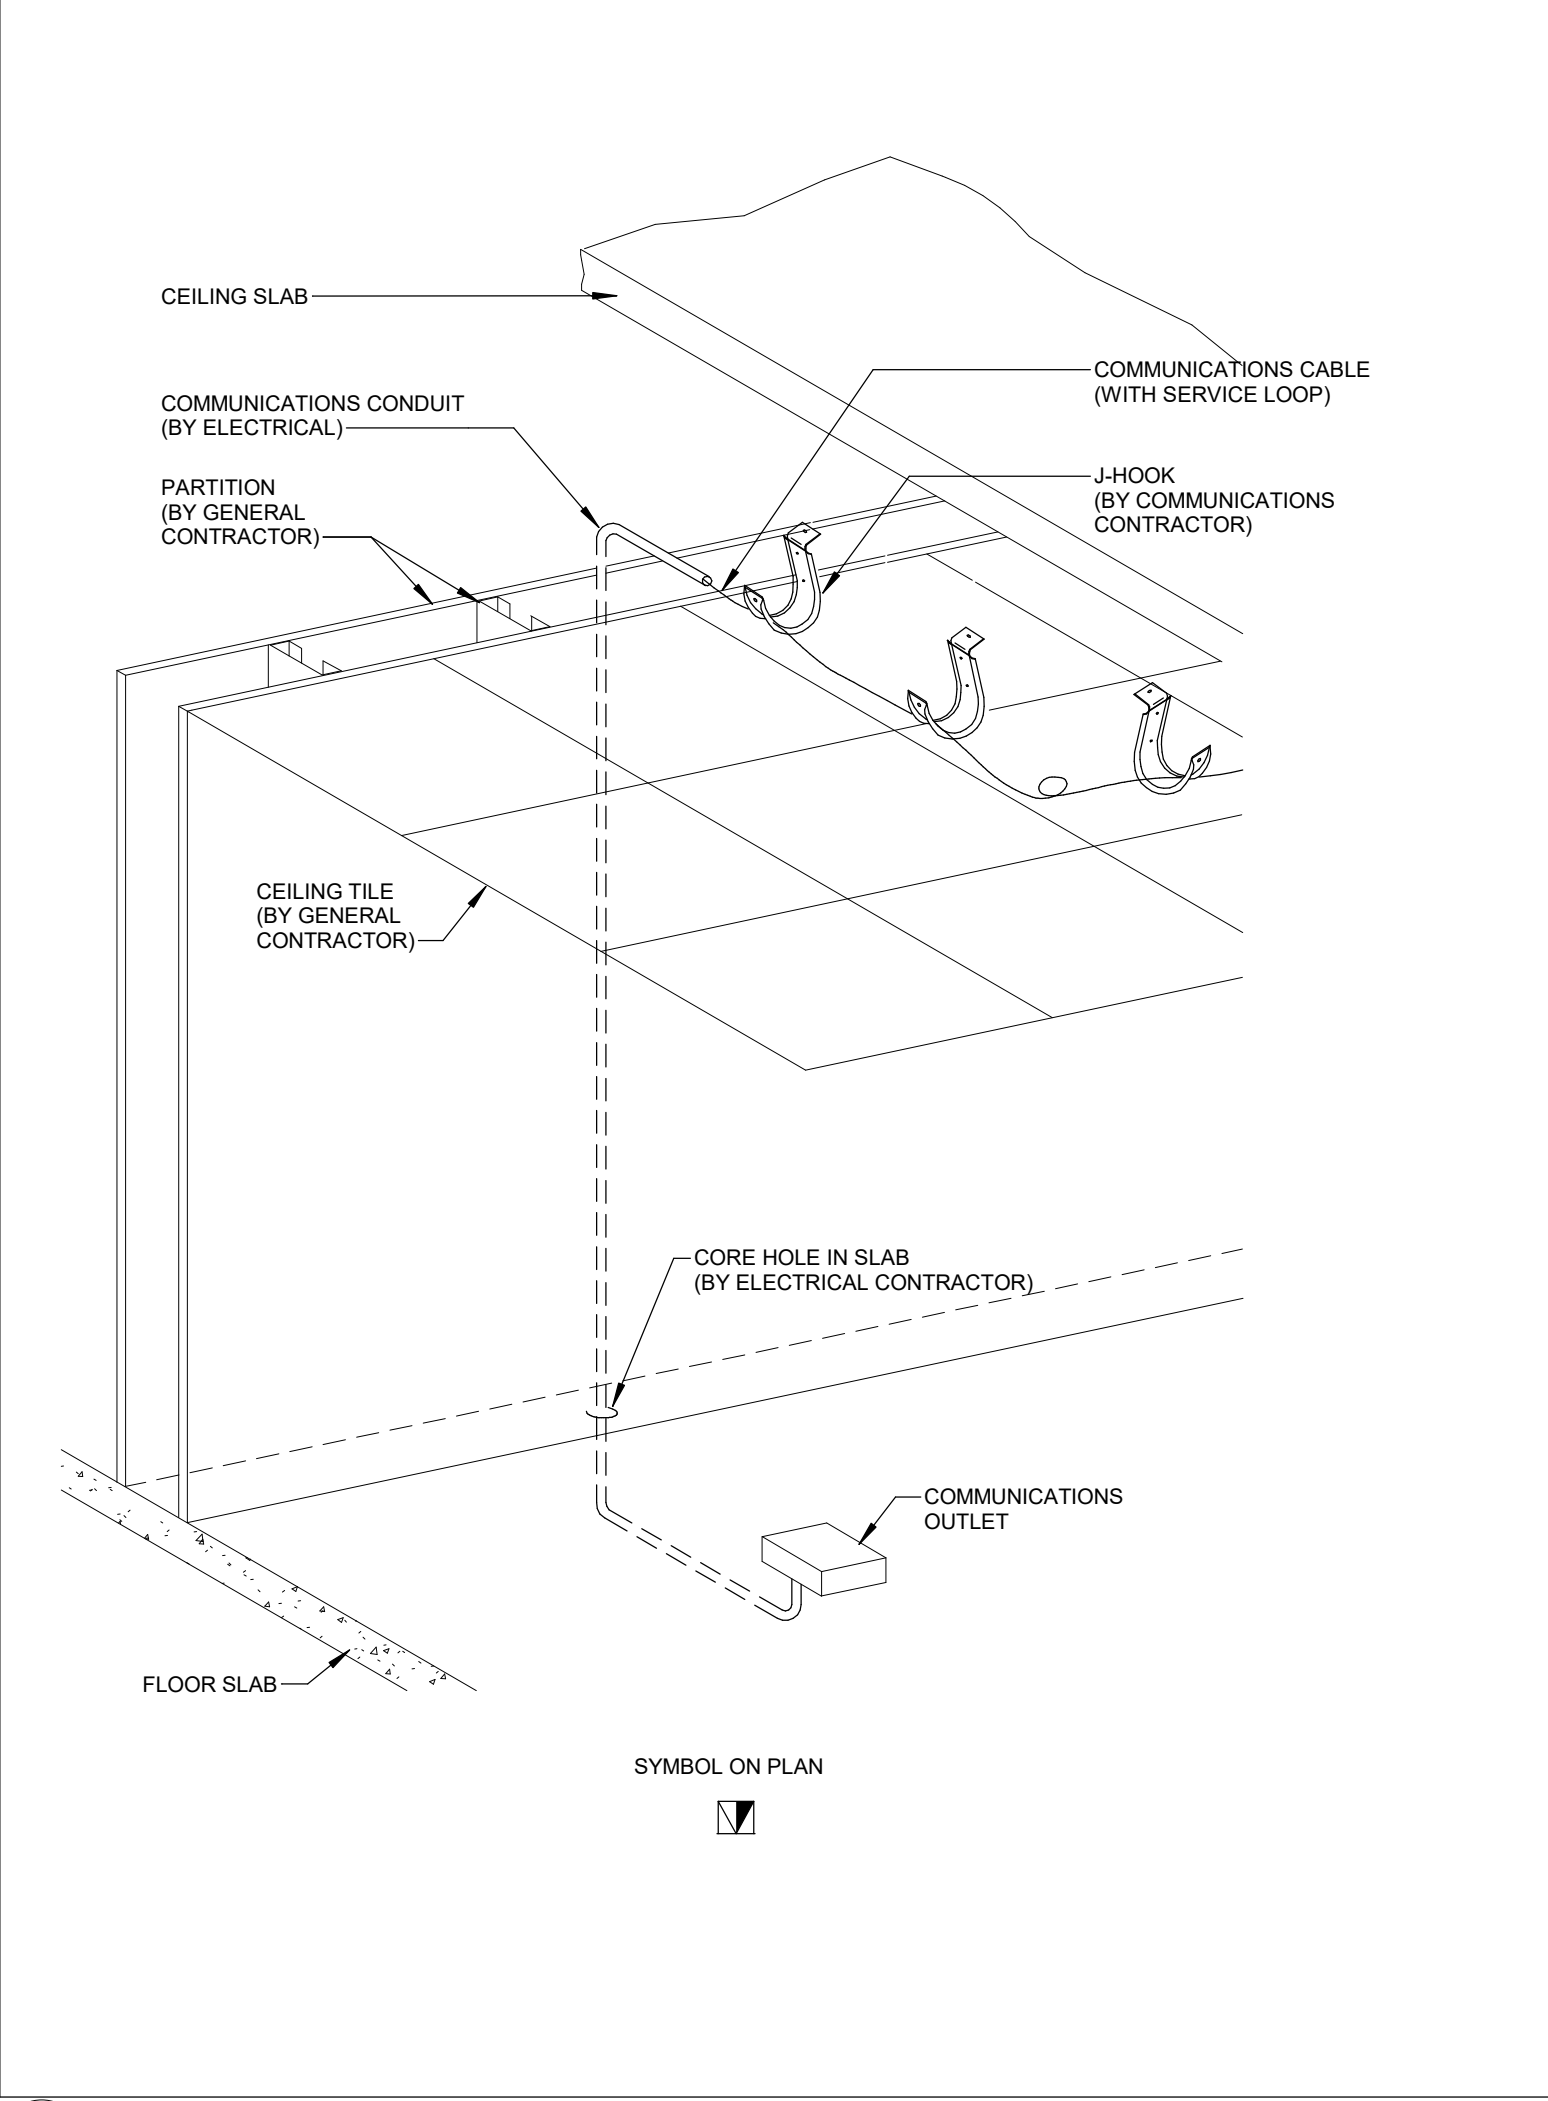 CEILING SLAB
COMMUNICATIONS CABLE
(WITH SERVICE LOOP)
COMMUNICATIONS CONDUIT
(BY ELECTRICAL)
J-HOOK
(BY COMMUNICATIONS
CONTRACTOR)
PARTITION
(BY GENERAL
CONTRACTOR)
CEILING TILE
(BY GENERAL
CONTRACTOR)
CORE HOLE IN SLAB
(BY ELECTRICAL CONTRACTOR)
COMMUNICATIONS
OUTLET
FLOOR SLAB
SYMBOL ON PLAN